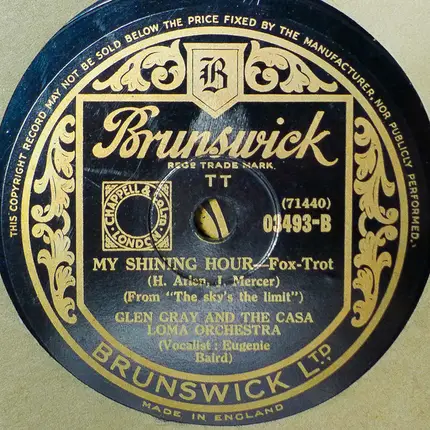 THIS COPYRIGHT RECORD MAY NOT BE SOLD BELOW THE PRICE FIXED BY THE MANUFACTURER, NOR PUBLICLY PERFORMED.
B
Brunswick
REGD TRADE MARK.
TT
CHAPPELL & CO LTD
LONDON
(71440)
03493-B
MY SHINING HOUR—Fox-Trot
(H. Arlen, J. Mercer)
(From "The sky's the limit")
GLEN GRAY AND THE CASA
LOMA ORCHESTRA
(Vocalist : Eugenie
Baird)
BRUNSWICK LTD.
MADE IN ENGLAND